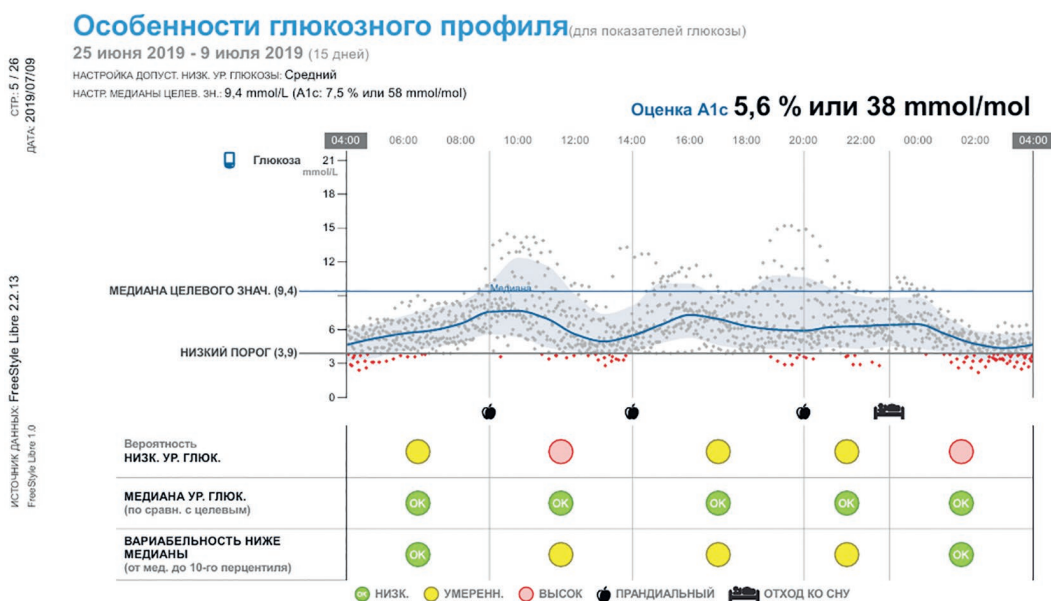 Особенности глюкозного профиля(для показателей глюкозы)
25 июня 2019 - 9 июля 2019 (15 дней)
НАСТРОЙКА ДОПУСТ. НИЗК. УР. ГЛЮКОЗЫ: Средний
НАСТР. МЕДИАНЫ ЦЕЛЕВ. ЗН.: 9,4 mmol/L (A1c: 7,5 % или 58 mmol/mol)
Оценка A1c 5,6 % или 38 mmol/mol
СТР.: 5 / 26
ДАТА: 2019/07/09
ИСТОЧНИК ДАННЫХ: FreeStyle Libre 2.2.13
FreeStyle Libre 1.0
04:00 06:00 08:00 10:00 12:00 14:00 16:00 18:00 20:00 22:00 00:00 02:00 04:00
Глюкоза
mmol/L
21
18
15
12
Медиана
МЕДИАНА ЦЕЛЕВОГО ЗНАЧ. (9,4)
6
НИЗКИЙ ПОРОГ (3,9)
3
0
Вероятность
НИЗК. УР. ГЛЮК.
МЕДИАНА УР. ГЛЮК.
(по сравн. с целевым)
OK OK OK OK OK
ВАРИАБЕЛЬНОСТЬ НИЖЕ
МЕДИАНЫ
(от мед. до 10-го перцентиля)
OK OK
OK НИЗК. УМЕРЕНН. ВЫСОК ПРАНДИАЛЬНЫЙ ОТХОД КО СНУ